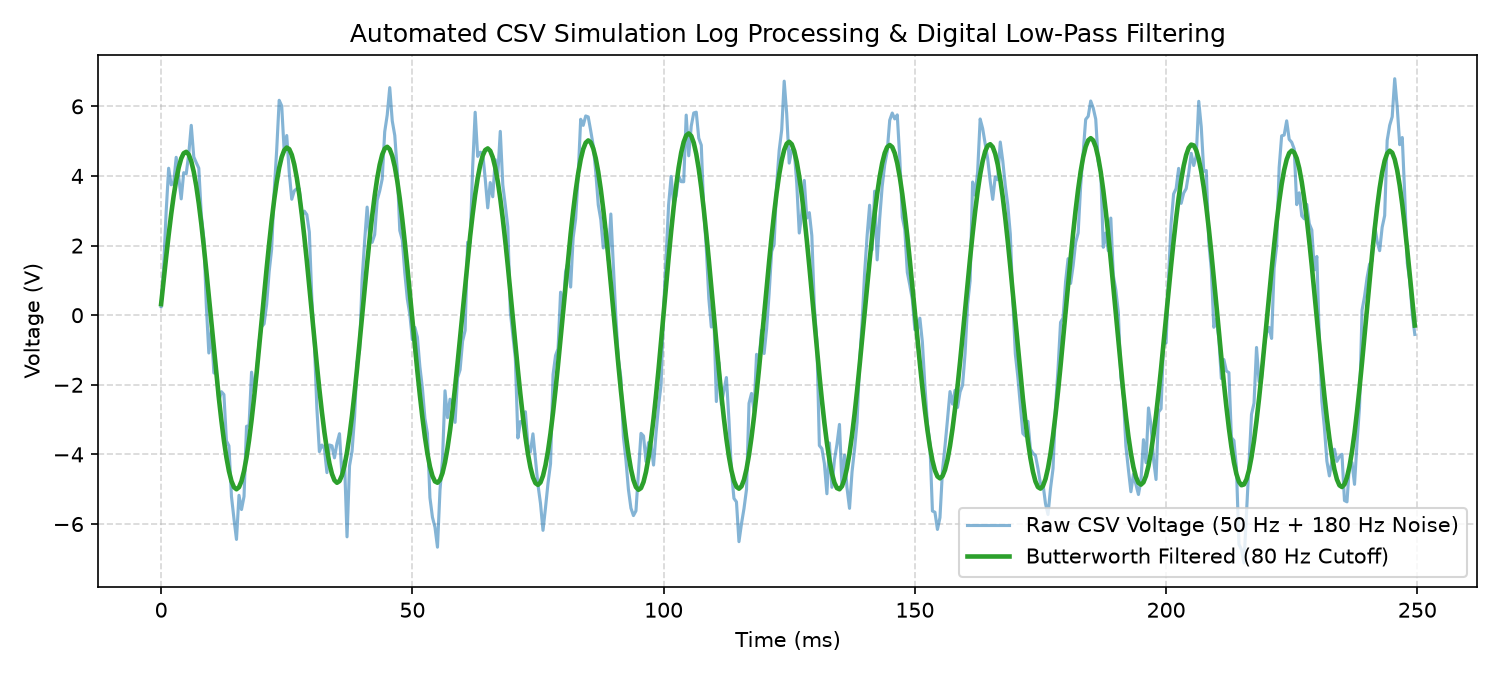 Automated CSV Simulation Log Processing & Digital Low-Pass Filtering
Voltage (V)
6
4
2
0
−2
−4
−6
Raw CSV Voltage (50 Hz + 180 Hz Noise)
Butterworth Filtered (80 Hz Cutoff)
0 50 100 150 200 250
Time (ms)